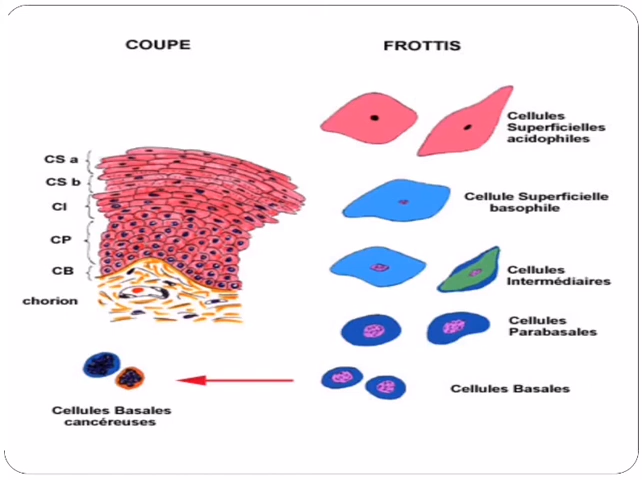 COUPE
FROTTIS
Cellules
Superficielles
acidophiles
CS a
CS b
CI
CP
CB
chorion
Cellule Superficielle
basophile
Cellules
Intermédiaires
Cellules
Parabasales
Cellules Basales
Cellules Basales
cancéreuses